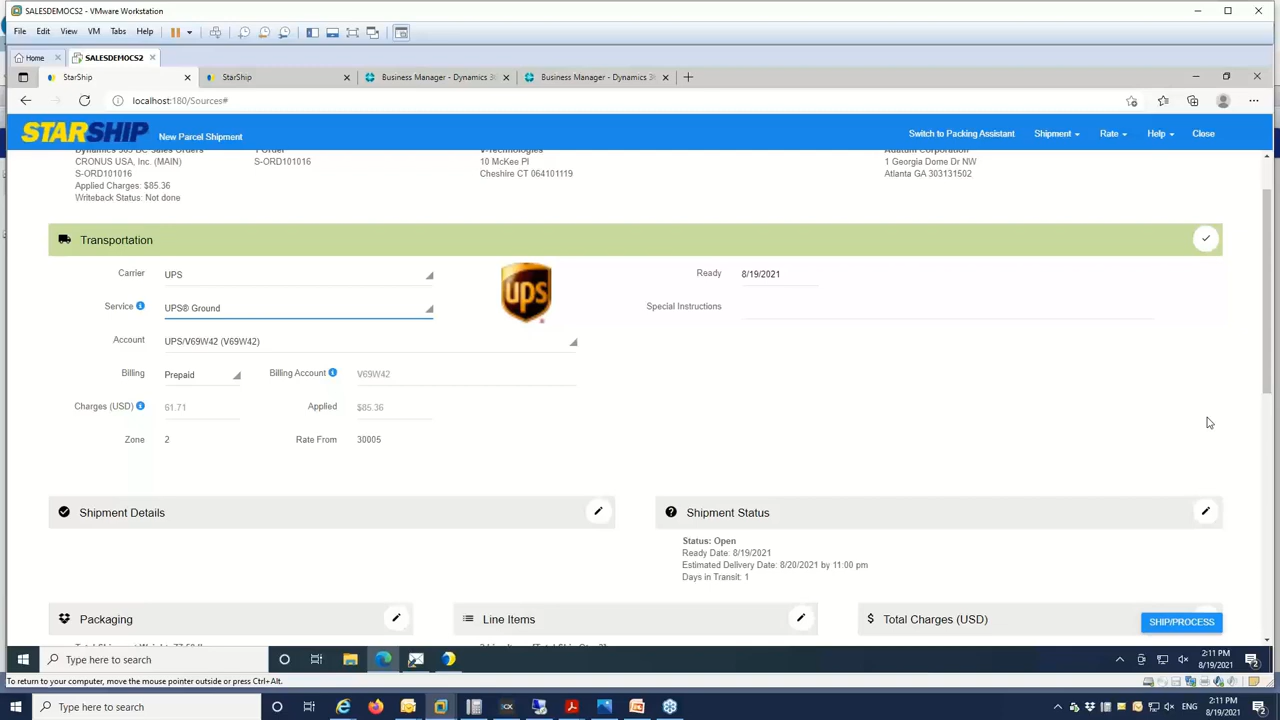 SALESDEMOCS2 - VMware Workstation
File Edit View VM Tabs Help
Home SALESDEMOCS2
StarShip StarShip Business Manager - Dynamics 36 Business Manager - Dynamics 36
localhost:180/Sources#
STARSHIP New Parcel Shipment Switch to Packing Assistant Shipment Rate Help Close
CRONUS USA, Inc. (MAIN) S-ORD101016 10 McKee Pl 1 Georgia Dome Dr NW
S-ORD101016 Cheshire CT 064101119 Atlanta GA 303131502
Applied Charges: $85.36
Writeback Status: Not done
Transportation
Carrier UPS Ready 8/19/2021
ups
Service UPS® Ground Special Instructions
Account UPS/V69W42 (V69W42)
Billing Prepaid Billing Account V69W42
Charges (USD) 61.71 Applied $85.36
Zone 2 Rate From 30005
Shipment Details Shipment Status
Status: Open
Ready Date: 8/19/2021
Estimated Delivery Date: 8/20/2021 by 11:00 pm
Days in Transit: 1
Packaging Line Items Total Charges (USD) SHIP/PROCESS
Type here to search 2:11 PM
8/19/2021
To return to your computer, move the mouse pointer outside or press Ctrl+Alt.
Type here to search ENG 2:11 PM
8/19/2021